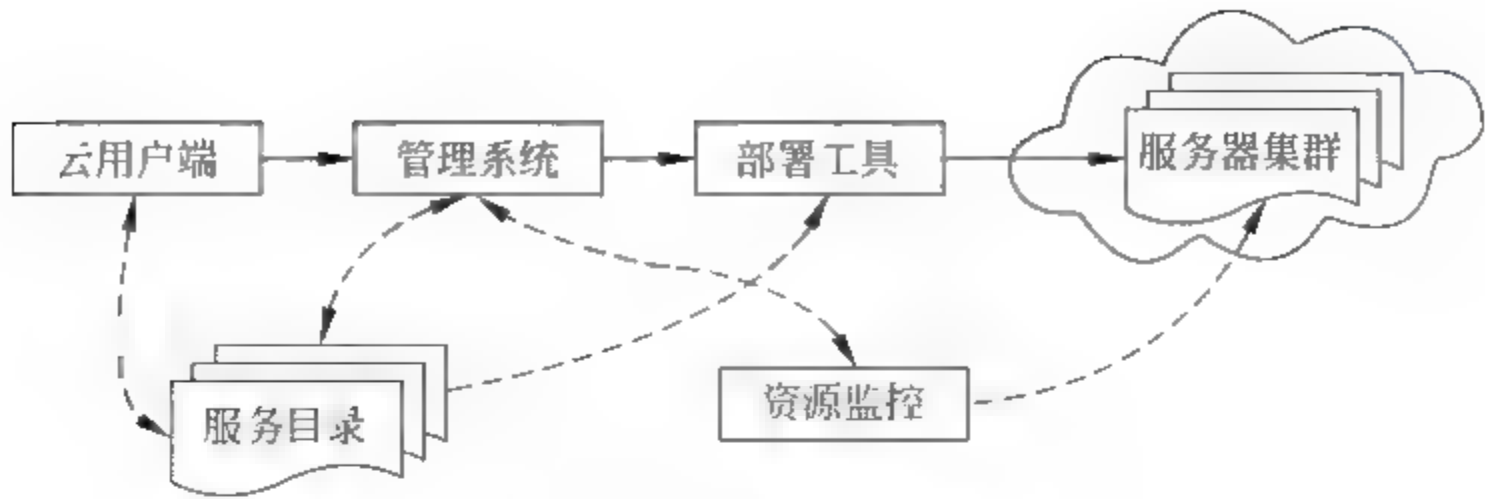 云用户端
管理系统
部署工具
服务器集群
服务目录
资源监控